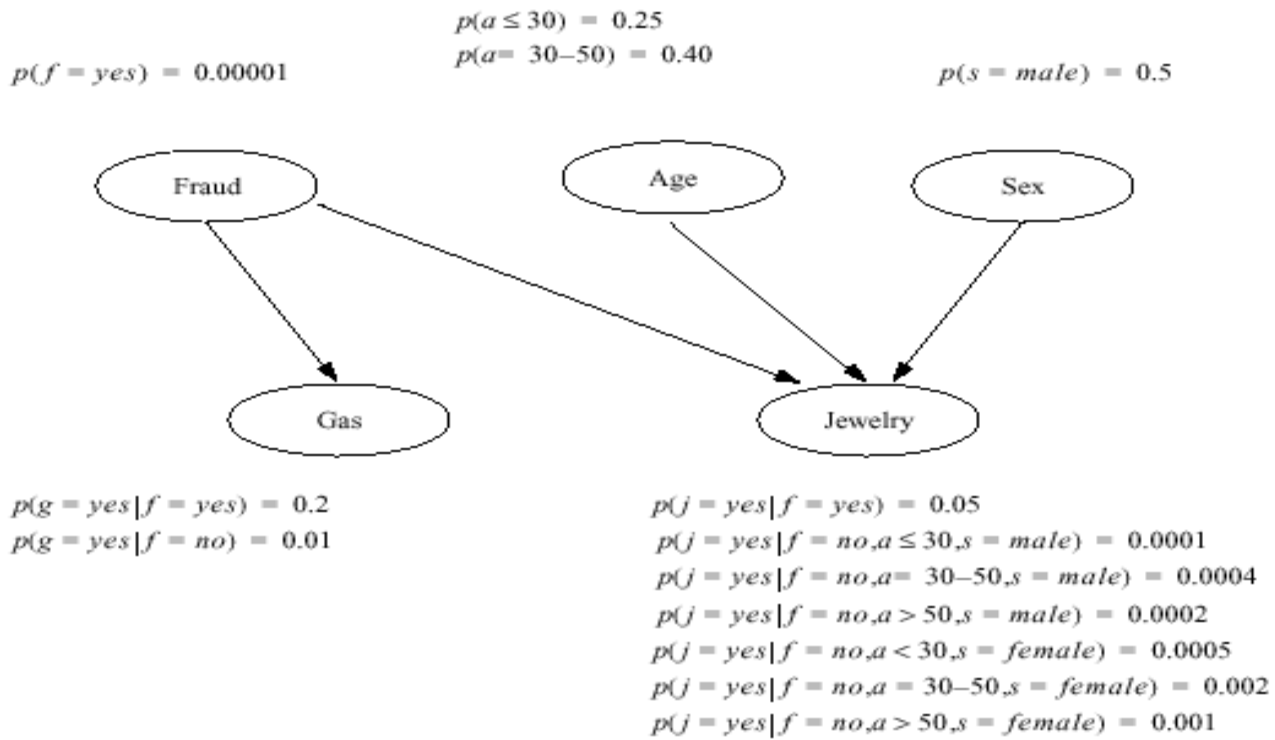 p(a ≤ 30) = 0.25
p(a= 30–50) = 0.40
p(f = yes) = 0.00001
p(s = male) = 0.5
Fraud
Age
Sex
Gas
Jewelry
p(g = yes|f = yes) = 0.2
p(g = yes|f = no) = 0.01
p(j = yes|f = yes) = 0.05
p(j = yes|f = no,a ≤ 30,s = male) = 0.0001
p(j = yes|f = no,a= 30–50,s = male) = 0.0004
p(j = yes|f = no,a > 50,s = male) = 0.0002
p(j = yes|f = no,a < 30,s = female) = 0.0005
p(j = yes|f = no,a = 30–50,s = female) = 0.002
p(j = yes|f = no,a > 50,s = female) = 0.001